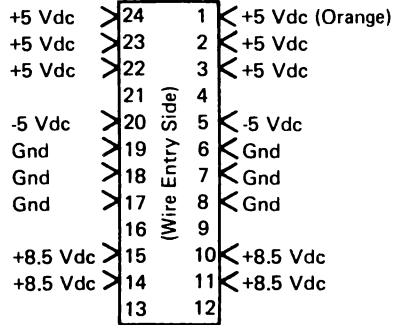 +5 Vdc 24 1 +5 Vdc (Orange)
+5 Vdc 23 2 +5 Vdc
+5 Vdc 22 3 +5 Vdc
21 4
-5 Vdc 20 5 -5 Vdc
Gnd 19 6 Gnd
Gnd 18 7 Gnd
Gnd 17 8 Gnd
16 9
+8.5 Vdc 15 10 +8.5 Vdc
+8.5 Vdc 14 11 +8.5 Vdc
13 12
(Wire Entry Side)